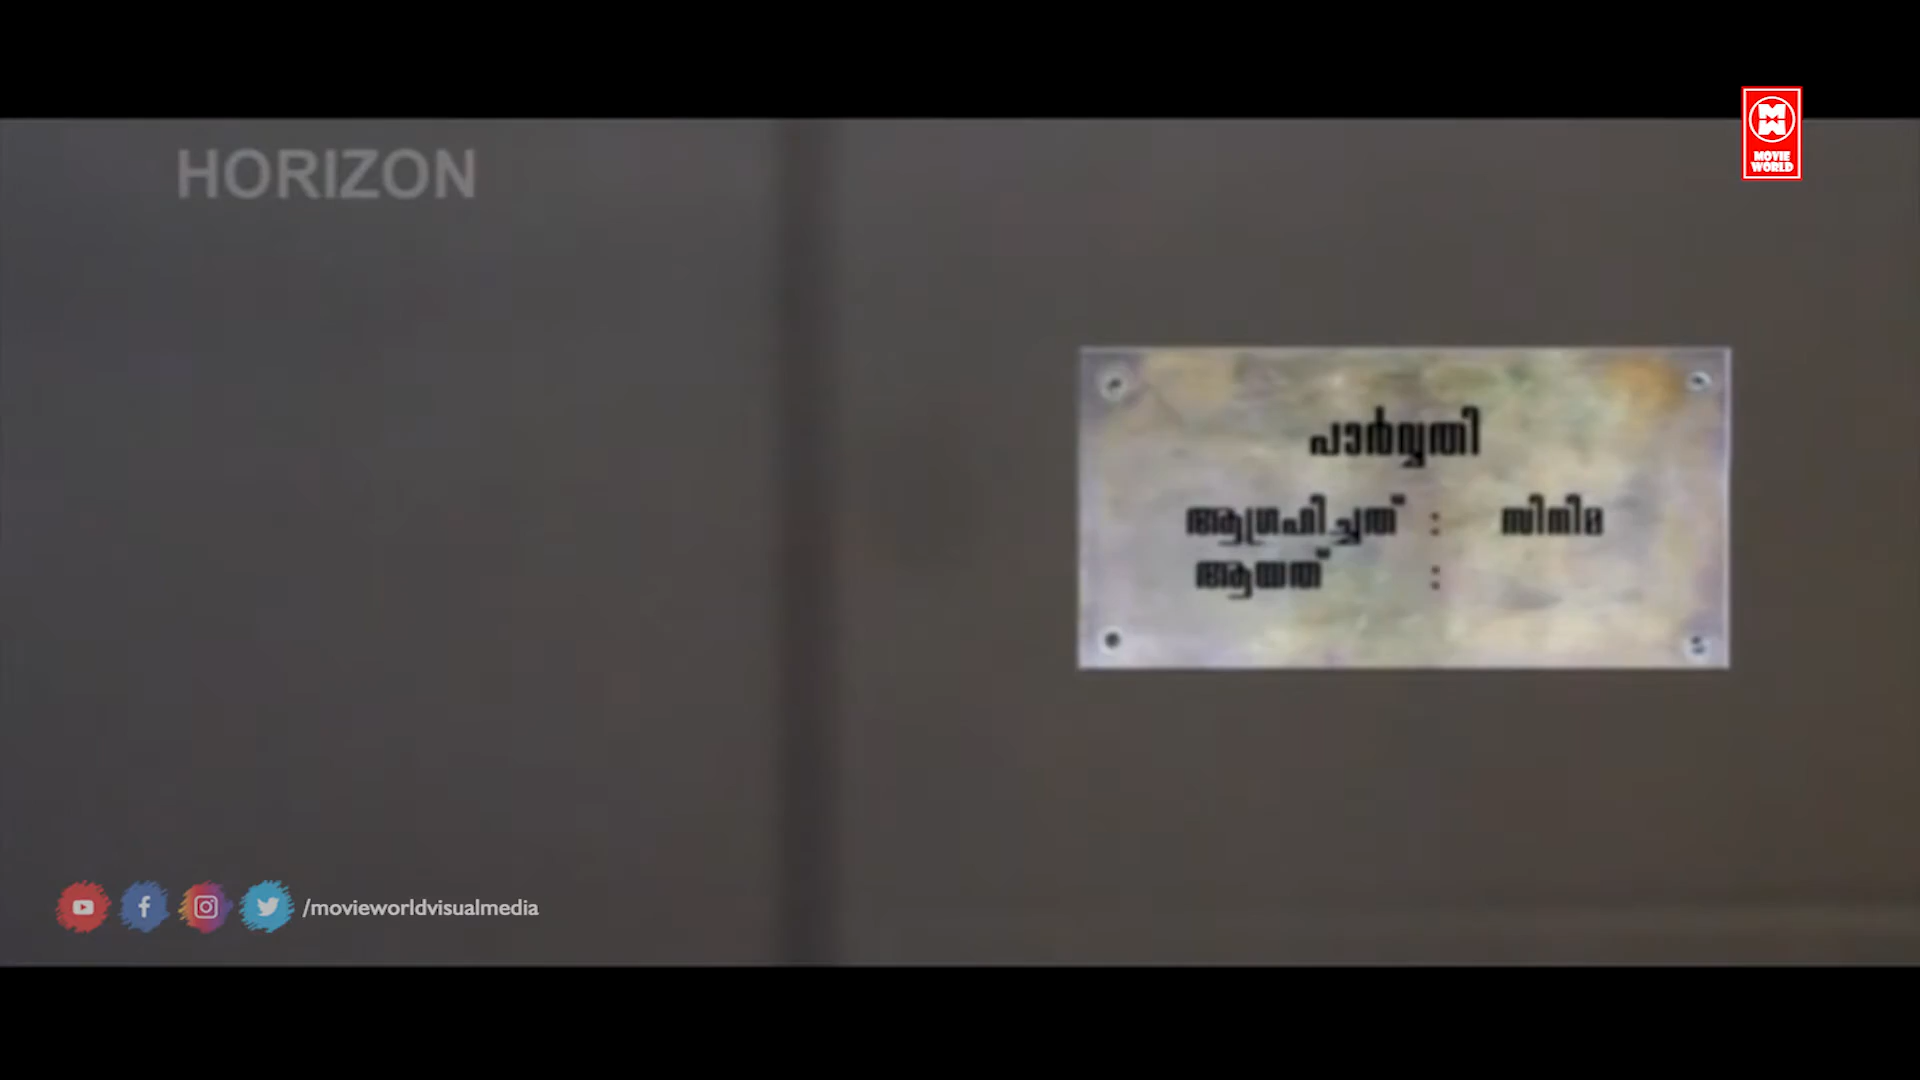 HORIZON
MOVIE
WORLD
പാർവ്വതി
ആഗ്രഹിച്ചത് : സിനിമ
ആയത് :
/movieworldvisualmedia